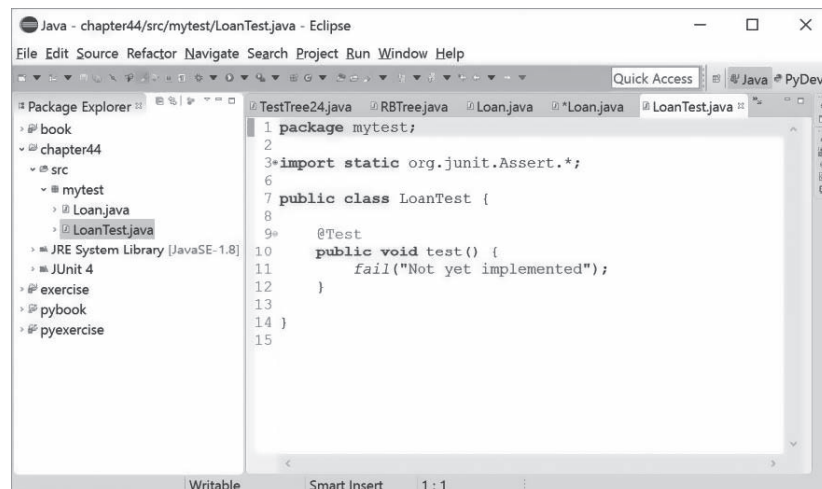 Java - chapter44/src/mytest/LoanTest.java - Eclipse
File Edit Source Refactor Navigate Search Project Run Window Help
Quick Access Java PyDev
Package Explorer
TestTree24.java RBTree.java Loan.java *Loan.java LoanTest.java
book
chapter44
src
mytest
Loan.java
LoanTest.java
JRE System Library [JavaSE-1.8]
JUnit 4
exercise
pybook
pyexercise
1 package mytest;
2
3 import static org.junit.Assert.*;
6
7 public class LoanTest {
8
9 @Test
10 public void test() {
11 fail("Not yet implemented");
12 }
13
14 }
15
Writable Smart Insert 1 : 1